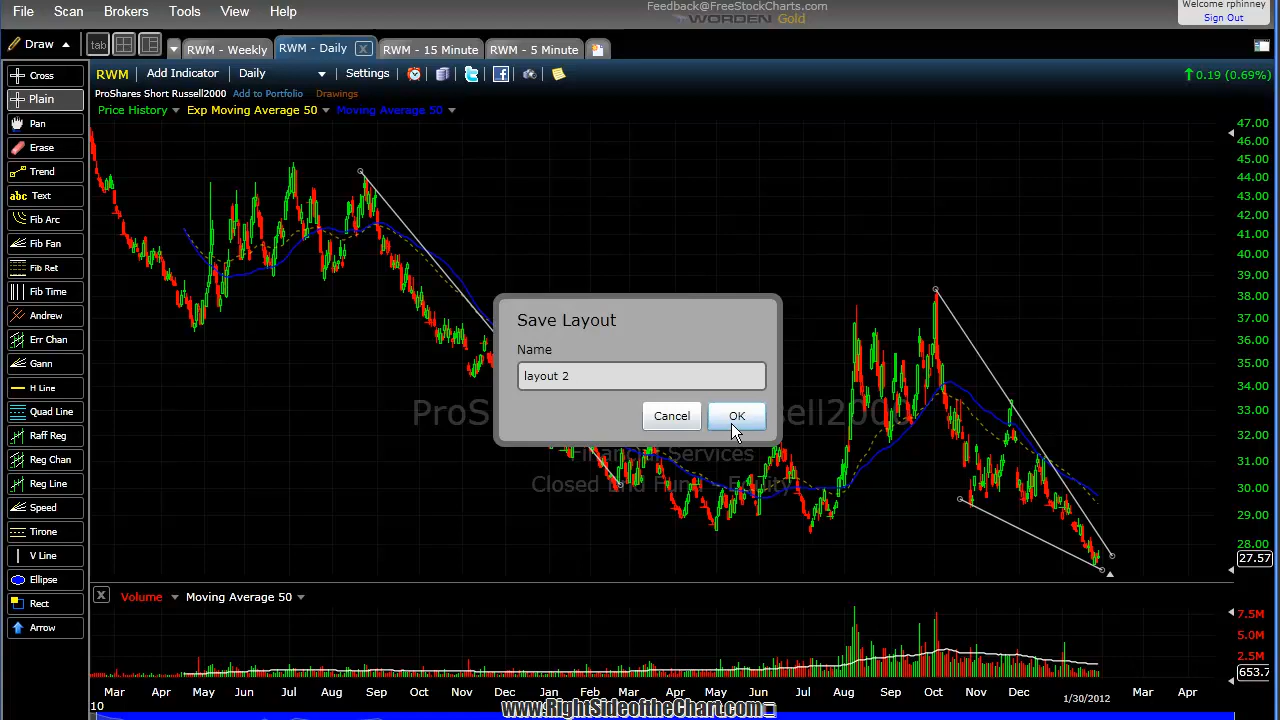 File Scan Brokers Tools View Help
Feedback@FreeStockCharts.com
WORDEN Gold
Welcome rphinney
Sign Out
Draw
tab
RWM - Weekly
RWM - Daily
RWM - 15 Minute
RWM - 5 Minute
RWM Add Indicator Daily Settings
0.19 (0.69%)
ProShares Short Russell2000 Add to Portfolio Drawings
Price History Exp Moving Average 50 Moving Average 50
Cross
Plain
Pan
Erase
Trend
abc Text
Fib Arc
Fib Fan
Fib Ret
Fib Time
Andrew
Err Chan
Gann
H Line
Quad Line
Raff Reg
Reg Chan
Reg Line
Speed
Tirone
V Line
Ellipse
Rect
Arrow
47.00
46.00
45.00
44.00
43.00
42.00
41.00
40.00
39.00
38.00
37.00
36.00
35.00
34.00
33.00
32.00
31.00
30.00
29.00
28.00
27.57
Save Layout
Name
layout 2
Cancel OK
Financial Services
Volume Moving Average 50
7.5M
5.0M
2.5M
653.7
Mar Apr May Jun Jul Aug Sep Oct Nov Dec Jan Feb Mar Apr May Jun Jul Aug Sep Oct Nov Dec 1/30/2012 Mar Apr
10
www.RightSideoftheChart.com